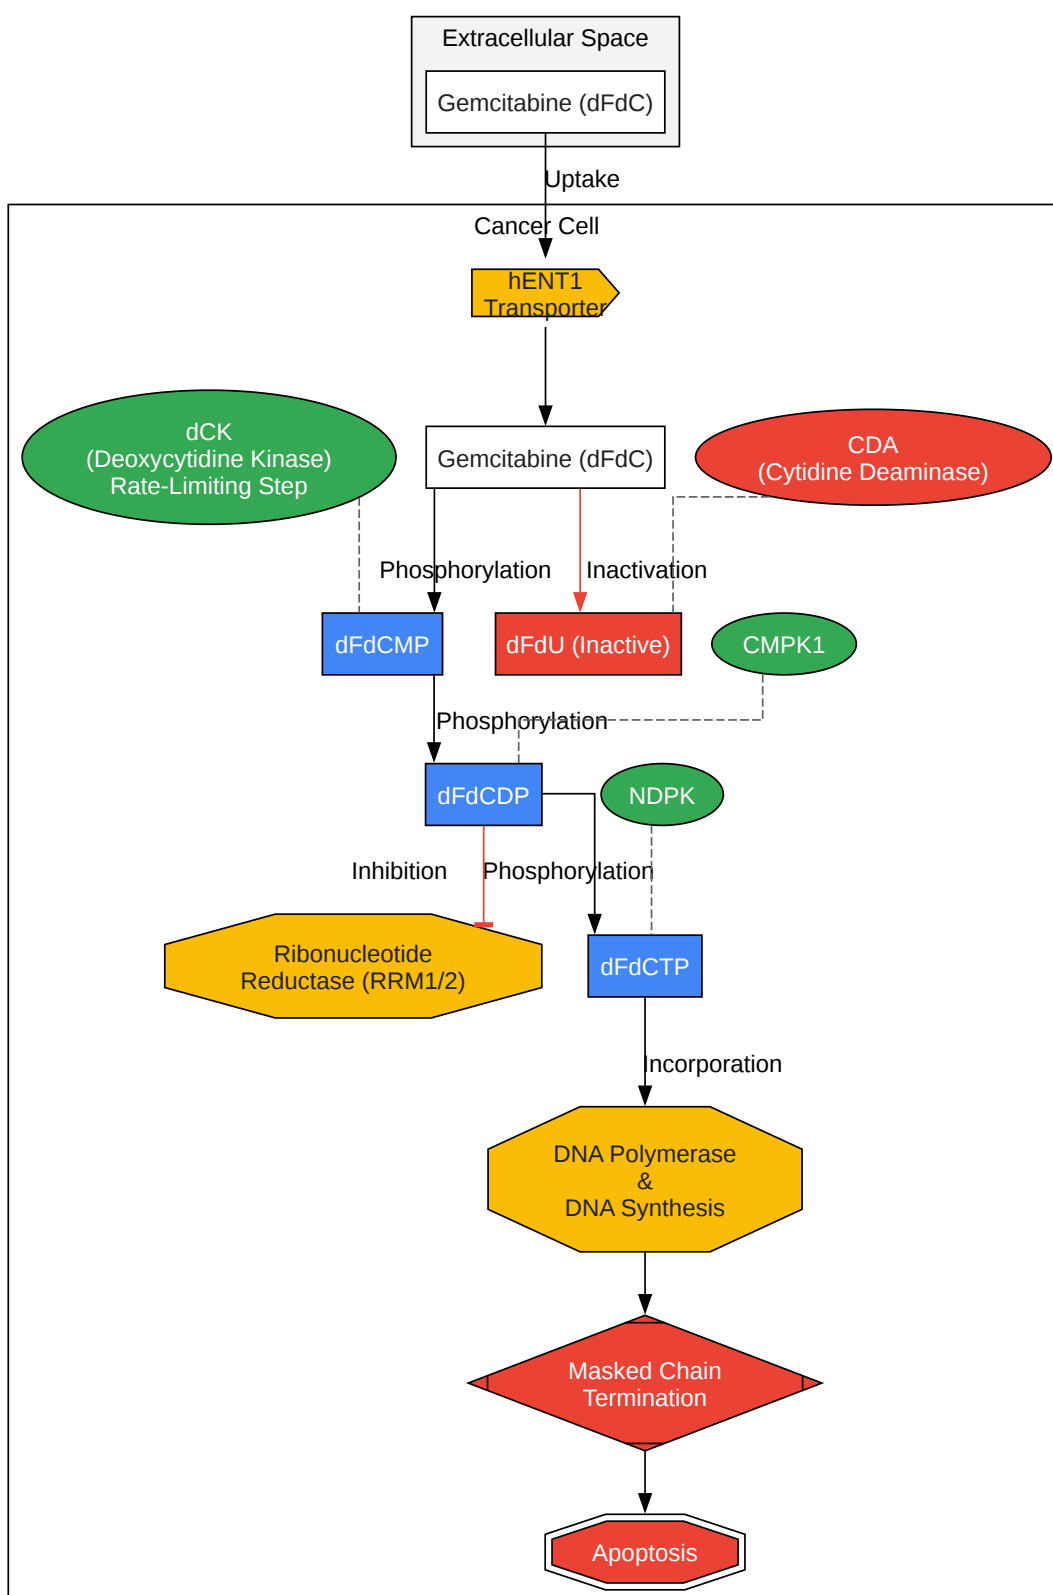 Extracellular Space
Gemcitabine (dFdC)
Uptake
Cancer Cell
hENT1
Transporter
dCK
(Deoxycytidine Kinase)
Rate-Limiting Step
Gemcitabine (dFdC)
CDA
(Cytidine Deaminase)
Phosphorylation
Inactivation
dFdCMP
dFdU (Inactive)
CMPK1
Phosphorylation
dFdCDP
NDPK
Inhibition
Phosphorylation
Ribonucleotide
Reductase (RRM1/2)
dFdCTP
Incorporation
DNA Polymerase
&
DNA Synthesis
Masked Chain
Termination
Apoptosis